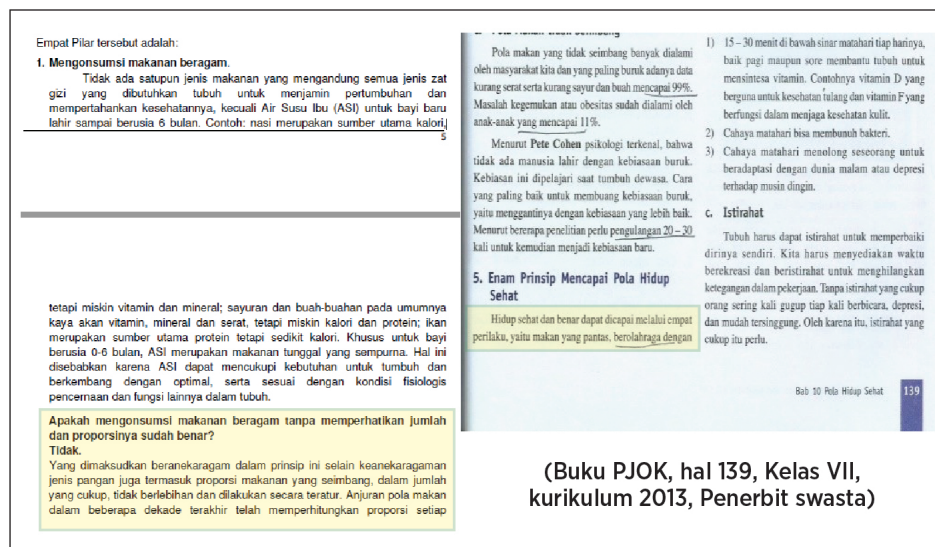 Empat Pilar tersebut adalah:
1. Mengonsumsi makanan beragam.
Tidak ada satupun jenis makanan yang mengandung semua jenis zat
gizi yang dibutuhkan tubuh untuk menjamin pertumbuhan dan
mempertahankan kesehatannya, kecuali Air Susu Ibu (ASI) untuk bayi baru
lahir sampai berusia 6 bulan. Contoh: nasi merupakan sumber utama kalori,
5
tetapi miskin vitamin dan mineral; sayuran dan buah-buahan pada umumnya
kaya akan vitamin, mineral dan serat, tetapi miskin kalori dan protein; ikan
merupakan sumber utama protein tetapi sedikit kalori. Khusus untuk bayi
berusia 0-6 bulan, ASI merupakan makanan tunggal yang sempurna. Hal ini
disebabkan karena ASI dapat mencukupi kebutuhan untuk tumbuh dan
berkembang dengan optimal, serta sesuai dengan kondisi fisiologis
pencernaan dan fungsi lainnya dalam tubuh.
Apakah mengonsumsi makanan beragam tanpa memperhatikan jumlah
dan proporsinya sudah benar?
Tidak.
Yang dimaksudkan beranekaragam dalam prinsip ini selain keanekaragaman
jenis pangan juga termasuk proporsi makanan yang seimbang, dalam jumlah
yang cukup, tidak berlebihan dan dilakukan secara teratur. Anjuran pola makan
dalam beberapa dekade terakhir telah memperhitungkan proporsi setiap
Pola makan yang tidak seimbang banyak dialami
oleh masyarakat kita dan yang paling buruk adanya data
kurang serat serta kurang sayur dan buah mencapai 99%.
Masalah kegemukan atau obesitas sudah dialami oleh
anak-anak yang mencapai 11%.
Menurut Pete Cohen psikologi terkenal, bahwa
tidak ada manusia lahir dengan kebiasaan buruk.
Kebiasan ini dipelajari saat tumbuh dewasa. Cara
yang paling baik untuk membuang kebiasaan buruk,
yaitu menggantinya dengan kebiasaan yang lebih baik.
Menurut bererapa penelitian perlu pengulangan 20 – 30
kali untuk kemudian menjadi kebiasaan baru.
5. Enam Prinsip Mencapai Pola Hidup
Sehat
Hidup sehat dan benar dapat dicapai melalui empat
perilaku, yaitu makan yang pantas, berolahraga dengan
1) 15 – 30 menit di bawah sinar matahari tiap harinya,
baik pagi maupun sore membantu tubuh untuk
mensintesa vitamin. Contohnya vitamin D yang
berguna untuk kesehatan tulang dan vitamin F yang
berfungsi dalam menjaga kesehatan kulit.
2) Cahaya matahari bisa membunuh bakteri.
3) Cahaya matahari menolong seseorang untuk
beradaptasi dengan dunia malam atau depresi
terhadap musin dingin.
c. Istirahat
Tubuh harus dapat istirahat untuk memperbaiki
dirinya sendiri. Kita harus menyediakan waktu
berekreasi dan beristirahat untuk menghilangkan
ketegangan dalam pekerjaan. Tanpa istirahat yang cukup
orang sering kali gugup tiap kali berbicara, depresi,
dan mudah tersinggung. Oleh karena itu, istirahat yang
cukup itu perlu.
Bab 10 Pola Hidup Sehat 139
(Buku PJOK, hal 139, Kelas VII,
kurikulum 2013, Penerbit swasta)